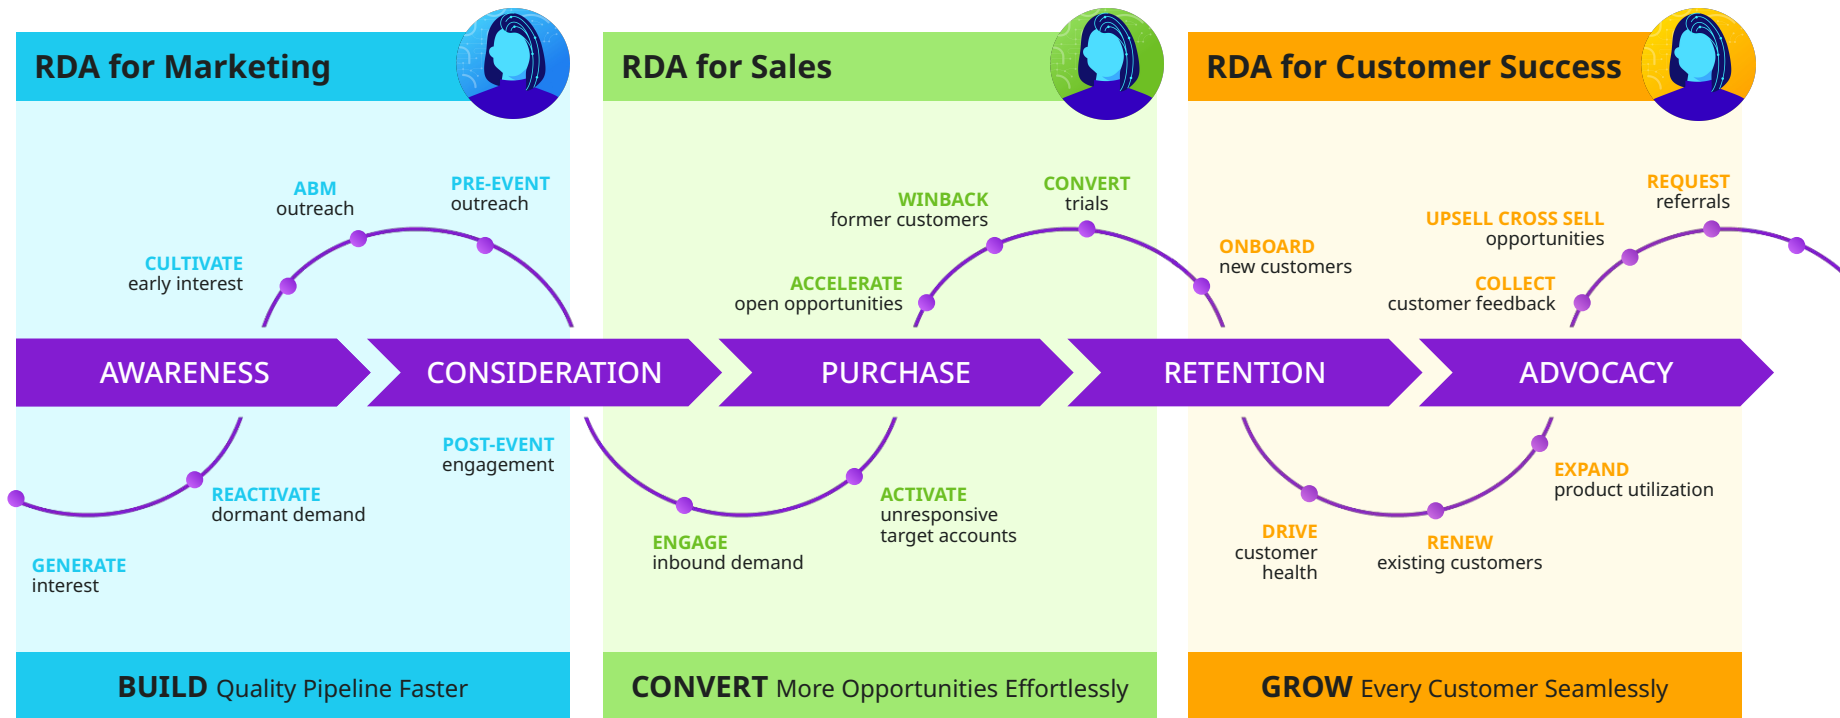 RDA for Marketing
RDA for Sales
RDA for Customer Success
ABM
outreach
PRE-EVENT
outreach
CULTIVATE
early interest
WINBACK
former customers
CONVERT
trials
ACCELERATE
open opportunities
ONBOARD
new customers
REQUEST
referrals
UPSELL CROSS SELL
opportunities
COLLECT
customer feedback
AWARENESS
CONSIDERATION
PURCHASE
RETENTION
ADVOCACY
POST-EVENT
engagement
REACTIVATE
dormant demand
GENERATE
interest
ENGAGE
inbound demand
ACTIVATE
unresponsive
target accounts
DRIVE
customer
health
RENEW
existing customers
EXPAND
product utilization
BUILD Quality Pipeline Faster
CONVERT More Opportunities Effortlessly
GROW Every Customer Seamlessly